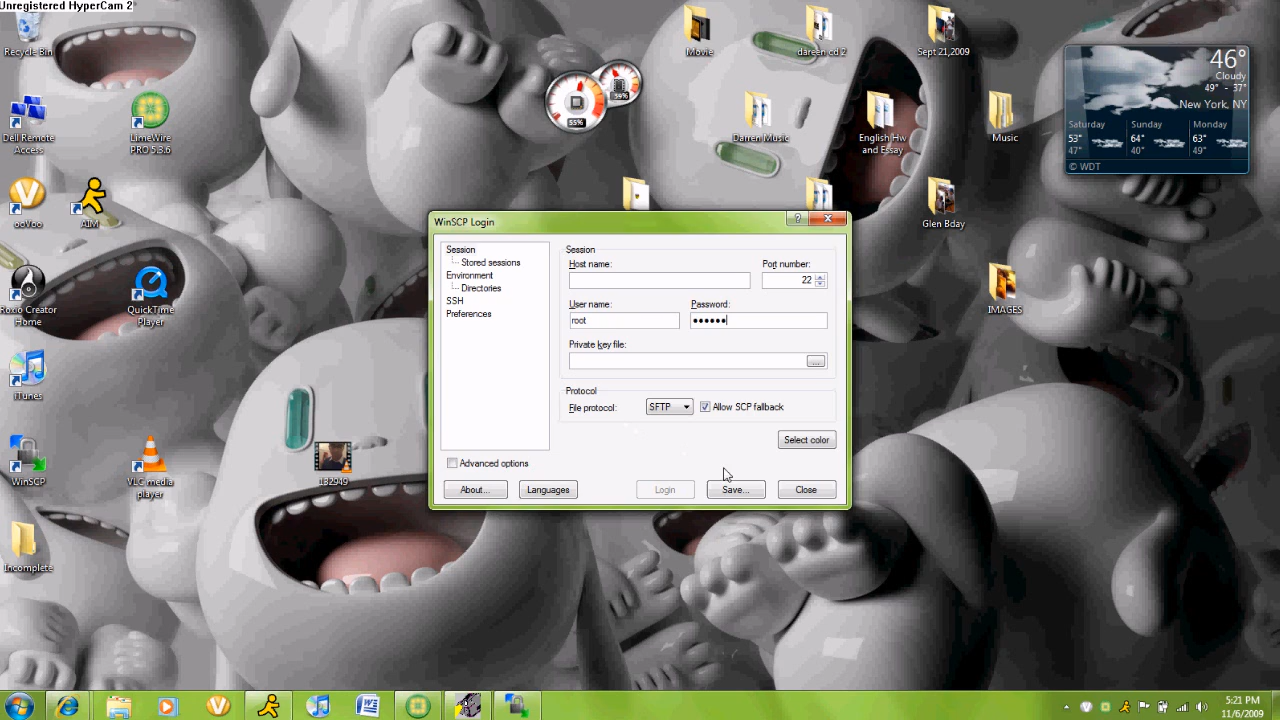 Unregistered HyperCam 2
Recycle Bin
Movie
dareen cd 2
Sept 21,2009
55%
59%
46°
Cloudy
49° - 37°
New York, NY
Saturday Sunday Monday
53° 64° 63°
47° 40° 49°
© WDT
Dell Remote
Access
LimeWire
PRO 5.3.6
Darren Music
English Hw
and Essay
Music
ooVoo
AIM
Glen Bday
Roxio Creator
Home
QuickTime
Player
IMAGES
iTunes
WinSCP
VLC media
player
132949
Incomplete
WinSCP Login
?
Session
Stored sessions
Environment
Directories
SSH
Preferences
Session
Host name:
Port number:
22
User name:
Password:
root
●●●●●●
Private key file:
...
Protocol
File protocol:
SFTP
Allow SCP fallback
Select color
Advanced options
About...
Languages
Login
Save...
Close
5:21 PM
11/6/2009